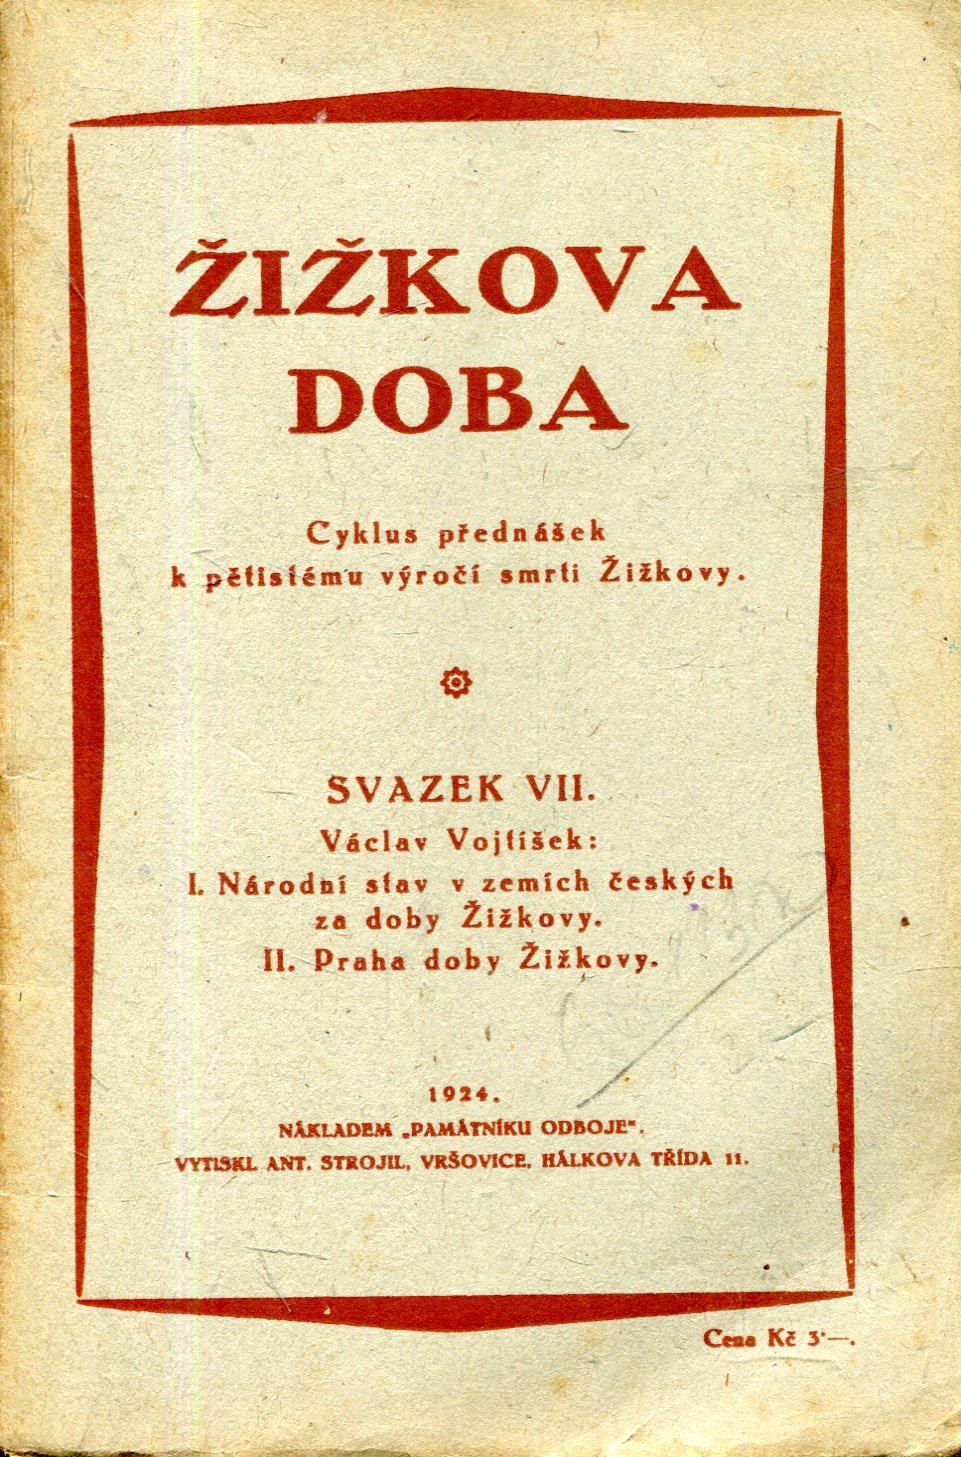 ŽIŽKOVA
DOBA
Cyklus přednášek
k pětistému výročí smrti Žižkovy.
SVAZEK VII.
Václav Vojtíšek:
I. Národní stav v zemích českých
za doby Žižkovy.
II. Praha doby Žižkovy.
1924.
NÁKLADEM „PAMÁTNÍKU ODBOJE“.
VYTISKL ANT. STROJIL, VRŠOVICE, HÁLKOVA TŘÍDA 11.
Cena Kč 3·—.